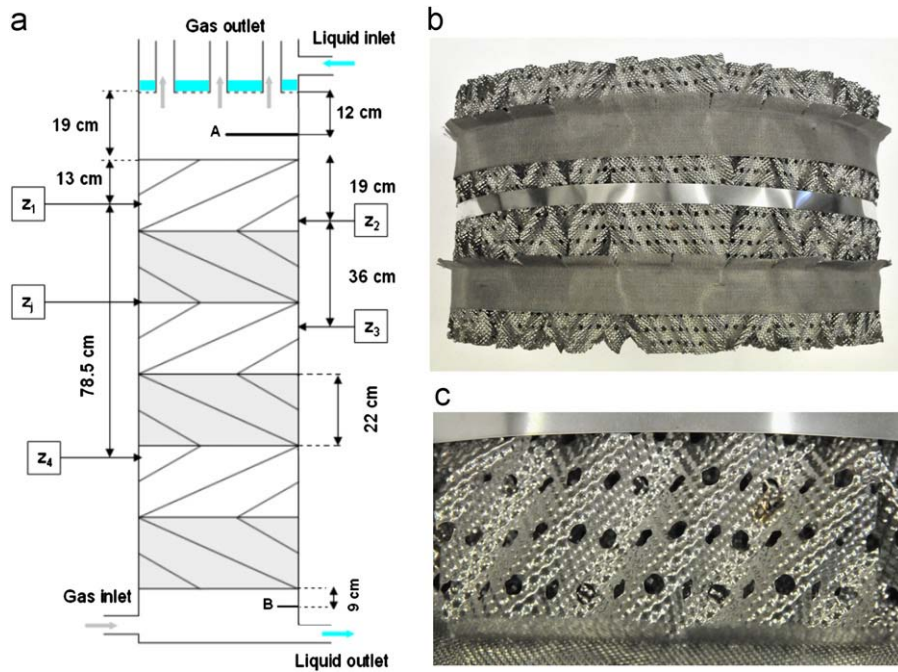 a
Gas outlet
Liquid inlet
19 cm
12 cm
A
13 cm
19 cm
z1
z2
36 cm
zj
z3
78.5 cm
22 cm
z4
Gas inlet
B
9 cm
Liquid outlet
b
c